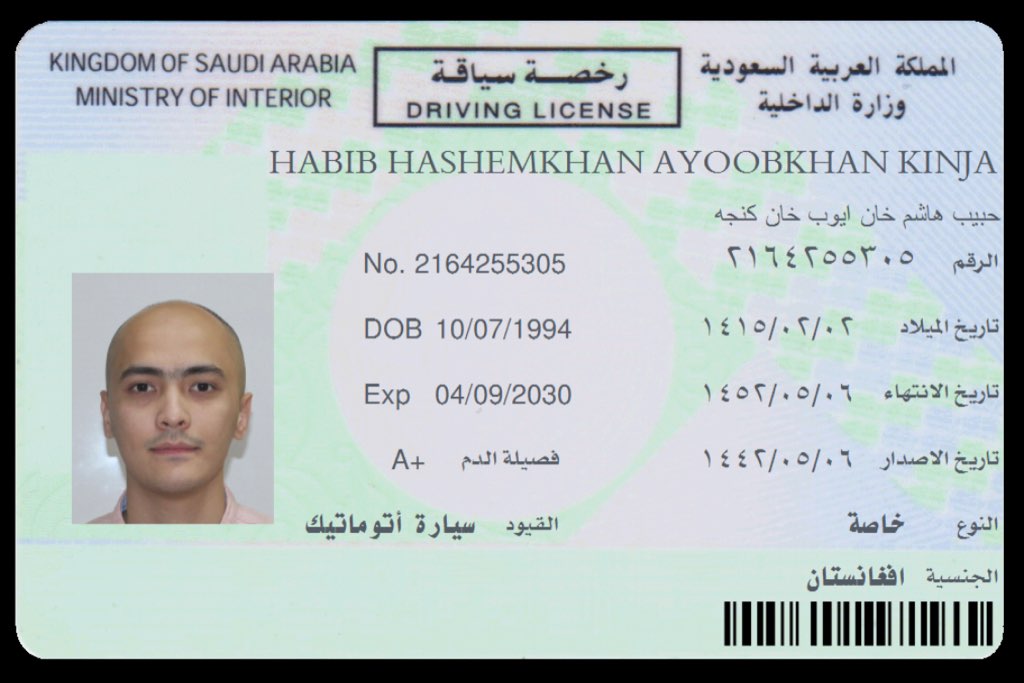 KINGDOM OF SAUDI ARABIA
MINISTRY OF INTERIOR
رخصة سياقة
DRIVING LICENSE
المملكة العربية السعودية
وزارة الداخلية
HABIB HASHEMKHAN AYOOBKHAN KINJA
حبيب هاشم خان ايوب خان كنجه
No. 2164255305
الرقم ٢١٦٤٢٥٥٣٠٥
DOB 10/07/1994
تاريخ الميلاد ١٤١٥/٠٢/٠٢
Exp 04/09/2030
تاريخ الانتهاء ١٤٥٢/٠٥/٠٦
A+ فصيلة الدم
تاريخ الاصدار ١٤٤٢/٠٥/٠٦
النوع خاصة
القيود سيارة أتوماتيك
الجنسية افغانستان